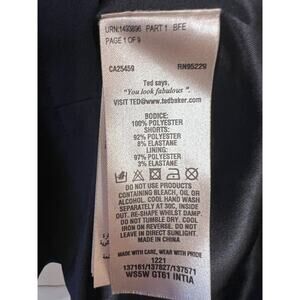 URN:1493896 PART 1 BFE
PAGE 1 OF 9
CA25459 RN95229
Ted says,
"You look fabulous".
VISIT TED@www.tedbaker.com
BODICE:
100% POLYESTER
SHORTS:
92% POLYESTER
8% ELASTANE
LINING:
97% POLYESTER
3% ELASTANE
DO NOT USE PRODUCTS
CONTAINING BLEACH, OIL OR
ALCOHOL. COOL HAND WASH
SEPARATELY AT 30C, INSIDE
OUT. RE-SHAPE WHILST DAMP.
DO NOT TUMBLE DRY. COOL
IRON ON REVERSE. DO NOT
LEAVE IN DIRECT SUNLIGHT.
MADE IN CHINA
MADE WITH CARE, WEAR WITH PRIDE
1221
137161/137827/137571
WS5W GT61 INTIA